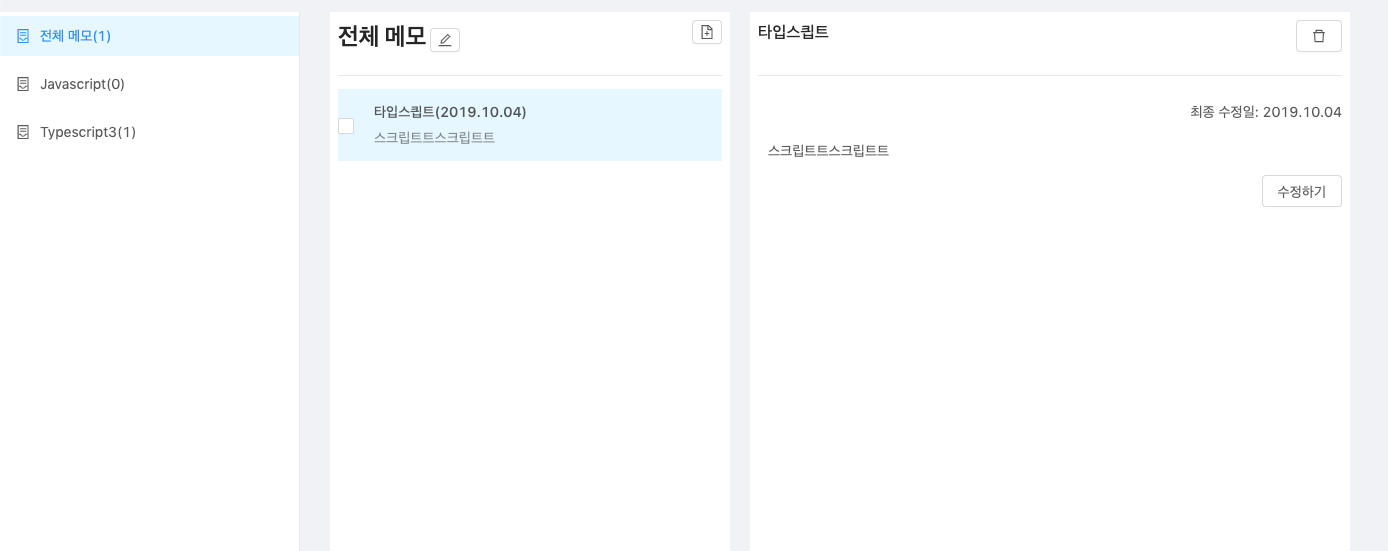 전체 메모(1)
Javascript(0)
Typescript3(1)
전체 메모
타입스큅트(2019.10.04)
스크립트트스크립트트
타입스큅트
최종 수정일: 2019.10.04
스크립트트스크립트트
수정하기